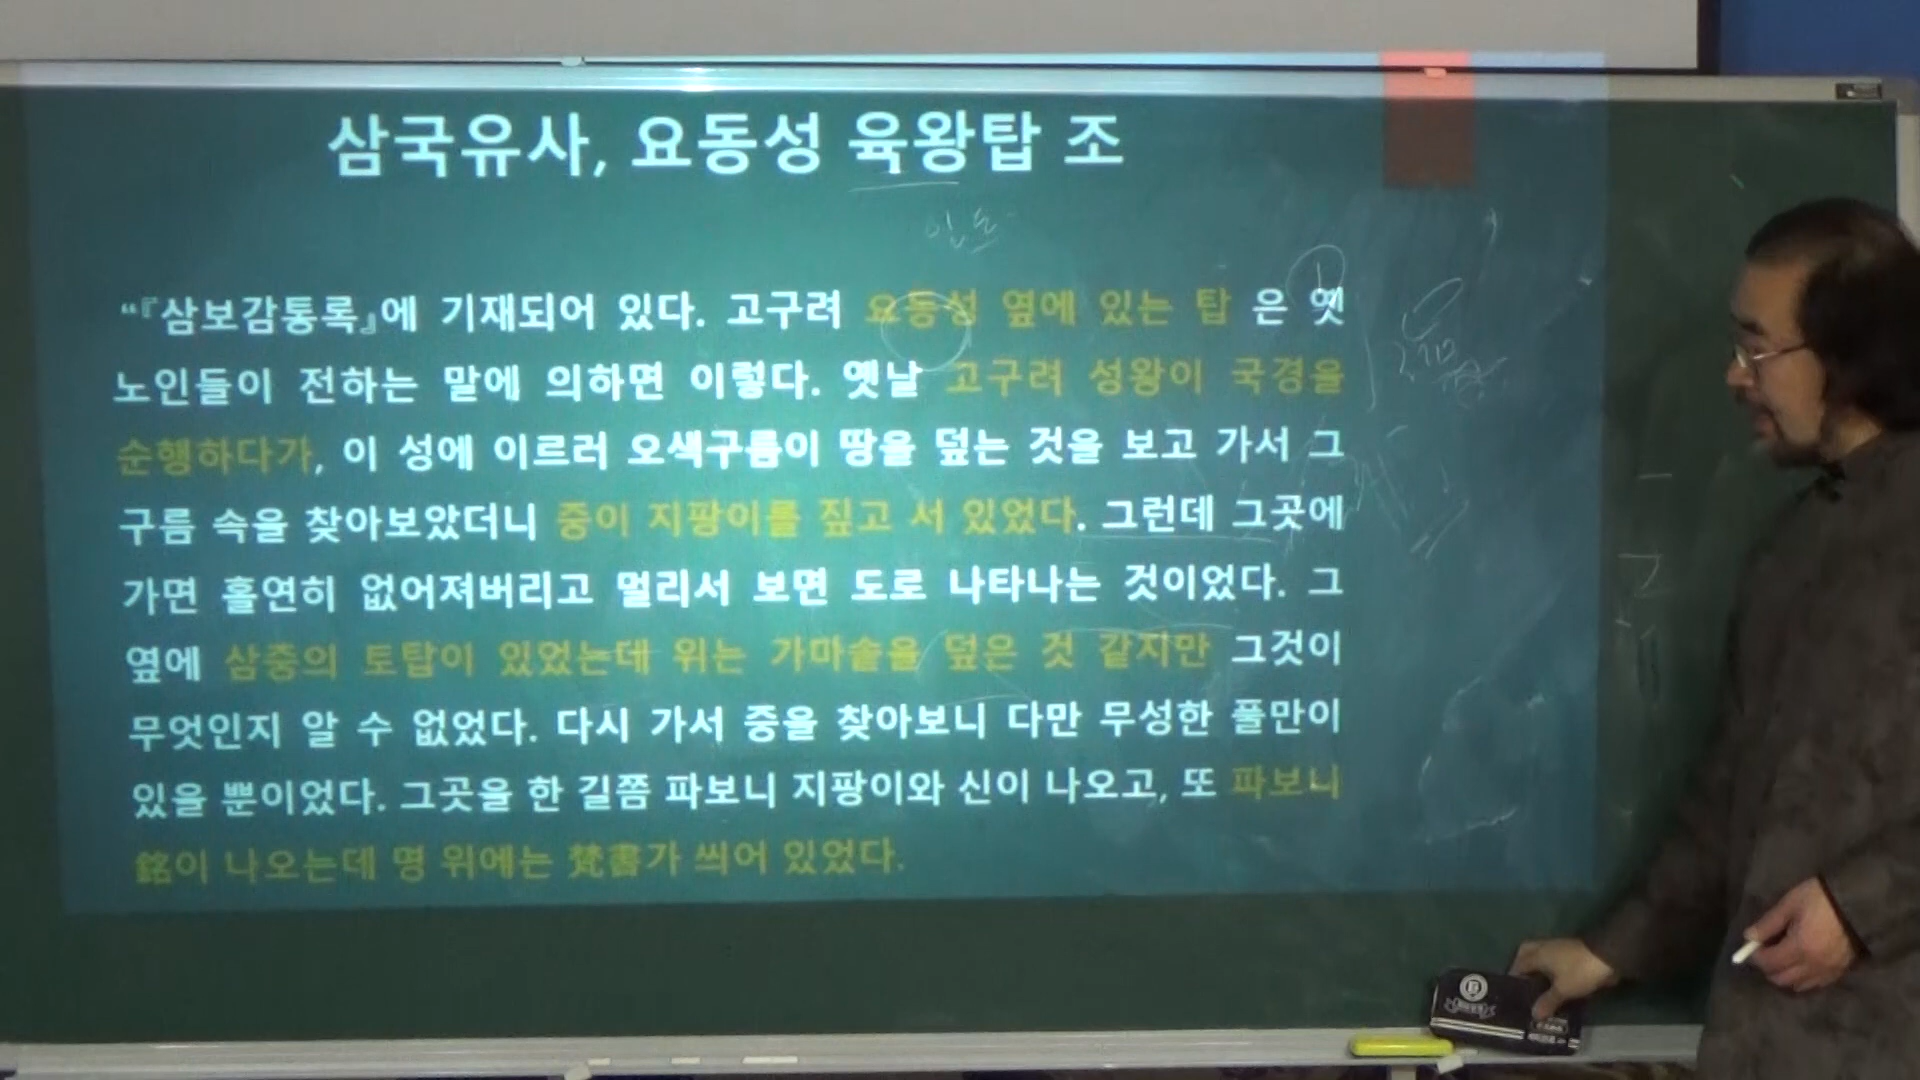 삼국유사, 요동성 육왕탑 조
“『삼보감통록』에 기재되어 있다. 고구려 요동성 옆에 있는 탑 은 옛
노인들이 전하는 말에 의하면 이렇다. 옛날 고구려 성왕이 국경을
순행하다가, 이 성에 이르러 오색구름이 땅을 덮는 것을 보고 가서 그
구름 속을 찾아보았더니 중이 지팡이를 짚고 서 있었다. 그런데 그곳에
가면 홀연히 없어져버리고 멀리서 보면 도로 나타나는 것이었다. 그
옆에 삼중의 토탑이 있었는데 위는 가마솥을 덮은 것 같지만 그것이
무엇인지 알 수 없었다. 다시 가서 중을 찾아보니 다만 무성한 풀만이
있을 뿐이었다. 그곳을 한 길쯤 파보니 지팡이와 신이 나오고, 또 파보니
銘이 나오는데 명 위에는 梵書가 씌어 있었다.